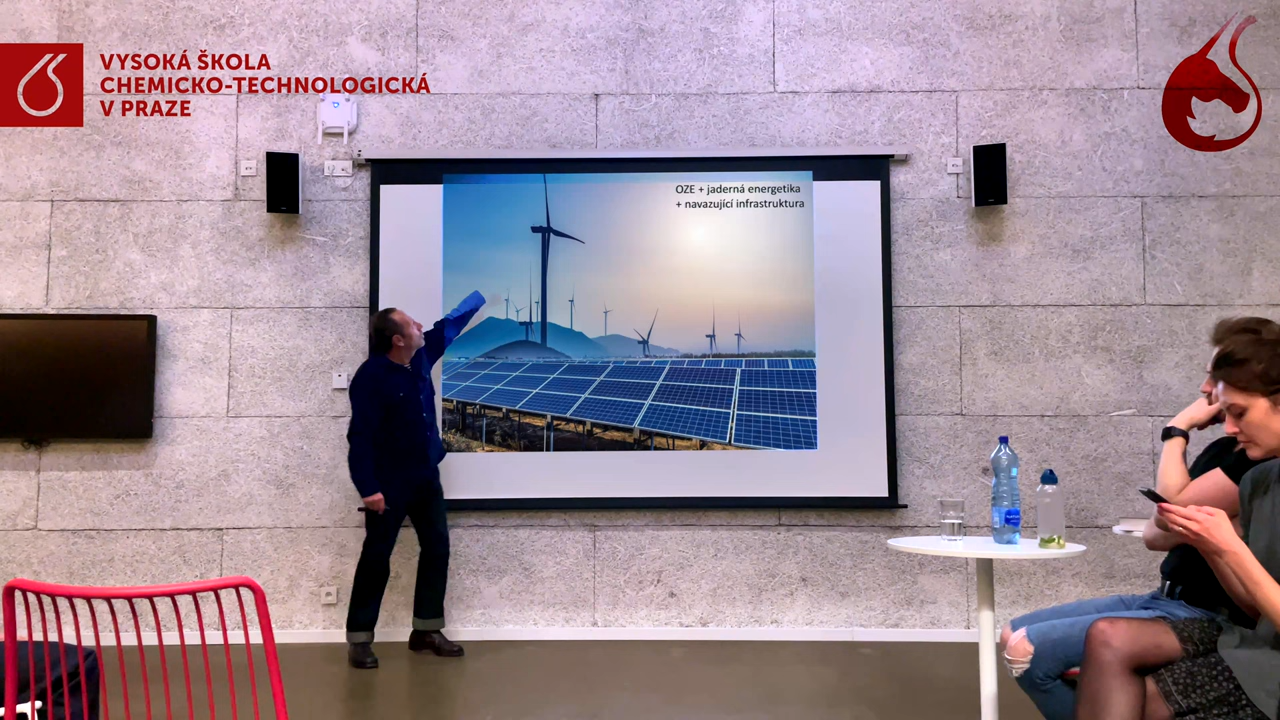 VYSOKÁ ŠKOLA
CHEMICKO-TECHNOLOGICKÁ
V PRAZE
OZE + jaderná energetika
+ navazující infrastruktura